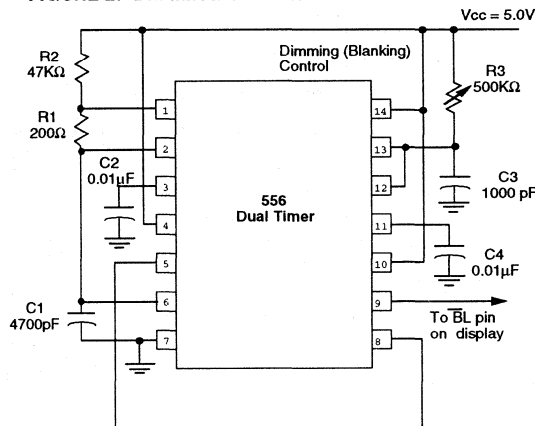 Vcc = 5.0V
R2
47KΩ
Dimming (Blanking)
Control
R3
500KΩ
R1
200Ω
1
14
2
13
C2
0.01µF
3
12
C3
1000 pF
556
Dual Timer
4
11
5
10
C4
0.01µF
C1
4700pF
6
9
To BL pin
on display
7
8